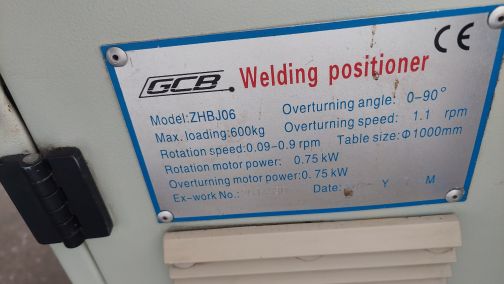 GCB. Welding positioner CE
Model:ZHBJ06 Overturning angle: 0-90°
Max. loading:600kg Overturning speed: 1.1 rpm
Rotation speed:0.09-0.9 rpm Table size:Φ1000mm
Rotation motor power: 0.75 kW
Overturning motor power:0.75 kW
Ex-work No.: Date: Y M